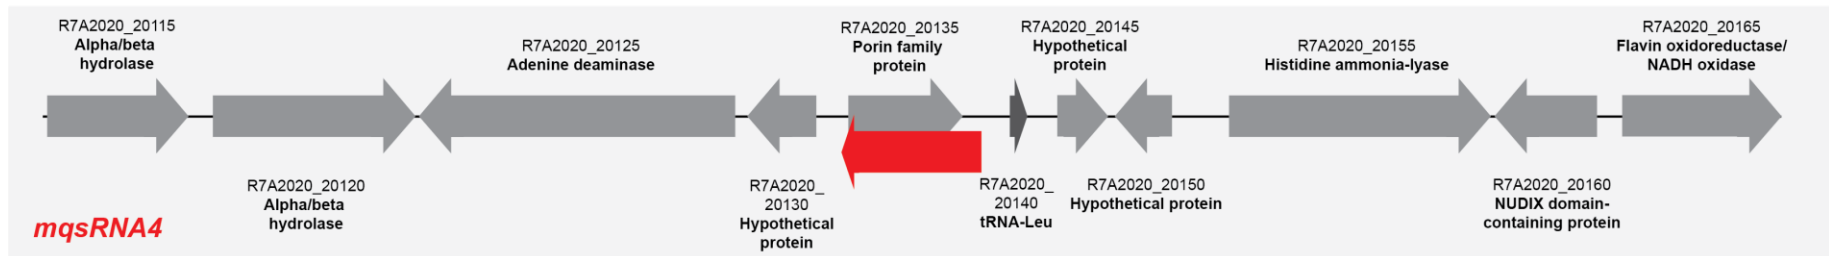 R7A2020_20115
Alpha/beta
hydrolase
R7A2020_20125
Adenine deaminase
R7A2020_20135
Porin family
protein
R7A2020_20145
Hypothetical
protein
R7A2020_20155
Histidine ammonia-lyase
R7A2020_20165
Flavin oxidoreductase/
NADH oxidase
mqsRNA4
R7A2020_20120
Alpha/beta
hydrolase
R7A2020_
20130
Hypothetical
protein
R7A2020_
20140
tRNA-Leu
R7A2020_20150
Hypothetical protein
R7A2020_20160
NUDIX domain-
containing protein